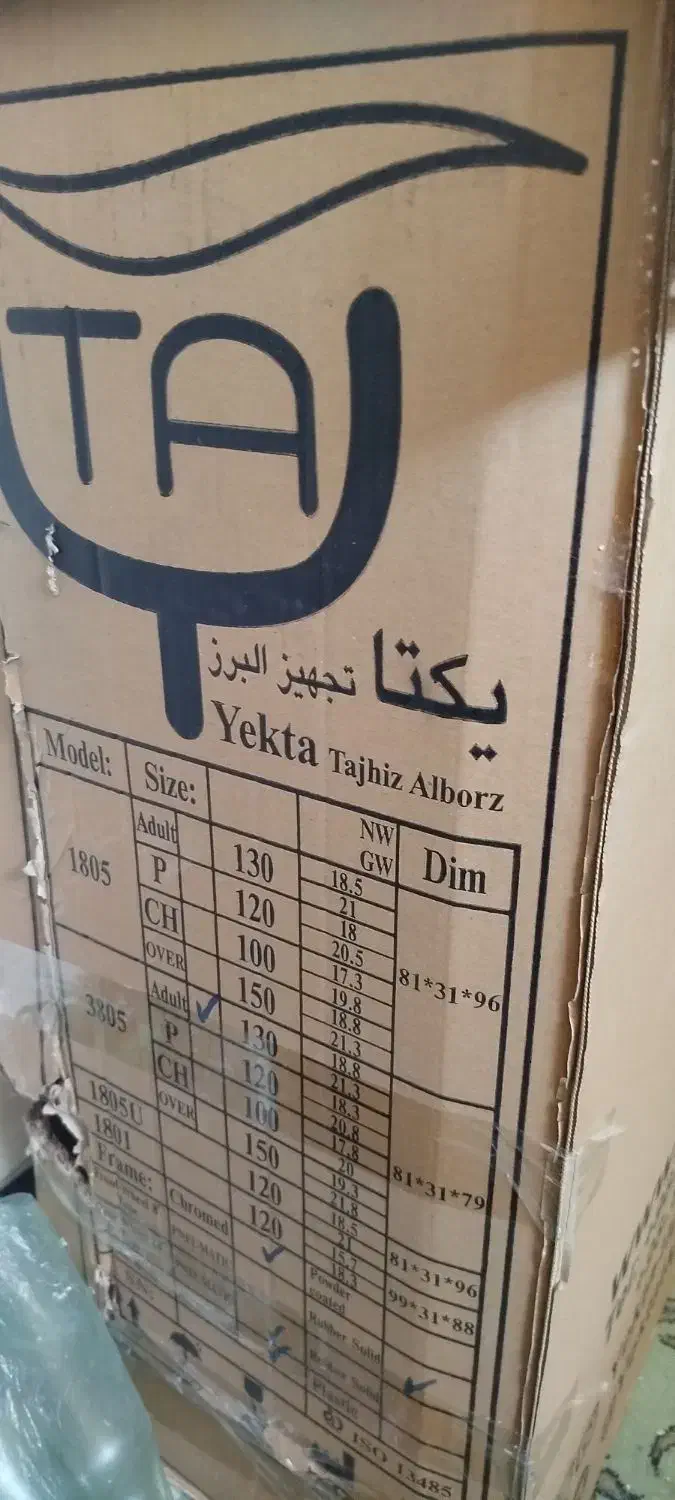 TA
یکتا تجهیز البرز
Yekta Tajhiz Alborz
Model: Size: NW GW Dim
1805 Adult 130 18.5 21 81*31*96
P 120 18 20.5
CH 100 17.3 19.8
OVER 150 18.8 21.3
3805 Adult ✓ 130 18.8 21.3 81*31*79
P 120 18.3 20.8
CH 100 17.8 20
OVER 150 19.3 21.8
1805U 120 18.5 21 81*31*96
1801 120 15.7 18.3 99*31*88
Frame: Chromed ✓ Powder coated
PNEUMATIC Rubber Solid
PNEUMATIC Rubber Solid
Plastic
S.N:
ISO 13485